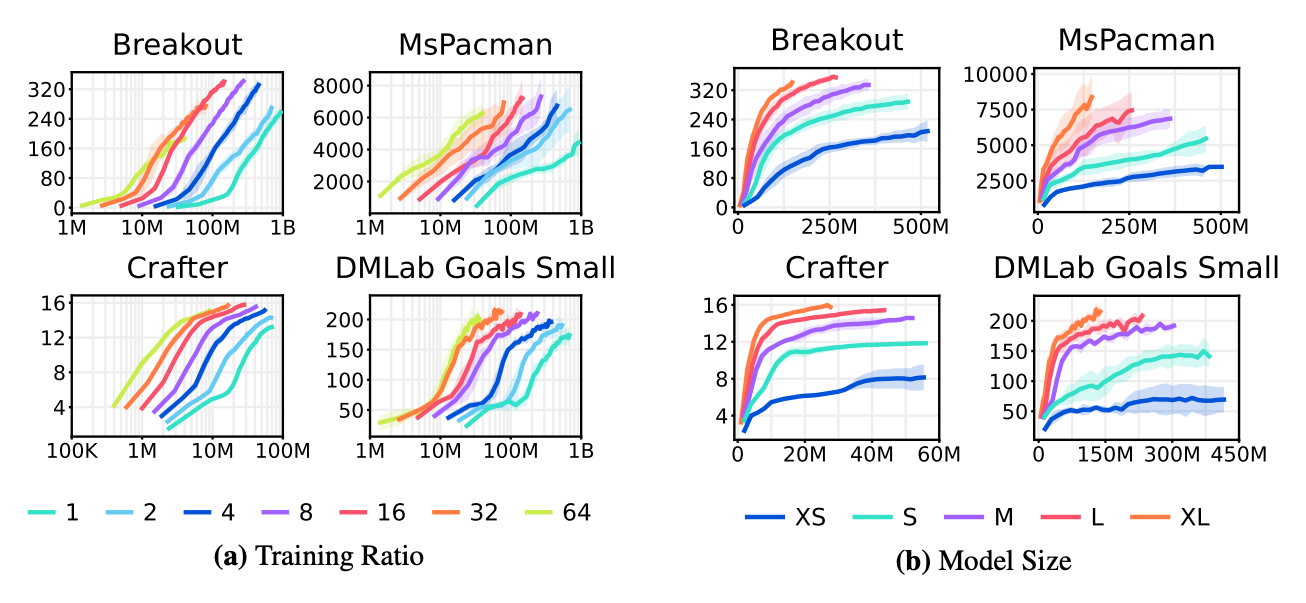 Breakout
MsPacman
320
240
160
80
0
1M 10M 100M 1B
8000
6000
4000
2000
1M 10M 100M 1B
Crafter
DMLab Goals Small
16
12
8
4
100K 1M 10M 100M
200
150
100
50
1M 10M 100M 1B
1 2 4 8 16 32 64
(a) Training Ratio
Breakout
MsPacman
320
240
160
80
0
0 250M 500M
10000
7500
5000
2500
0 250M 500M
Crafter
DMLab Goals Small
16
12
8
4
0 20M 40M 60M
200
150
100
50
0 150M 300M 450M
XS S M L XL
(b) Model Size